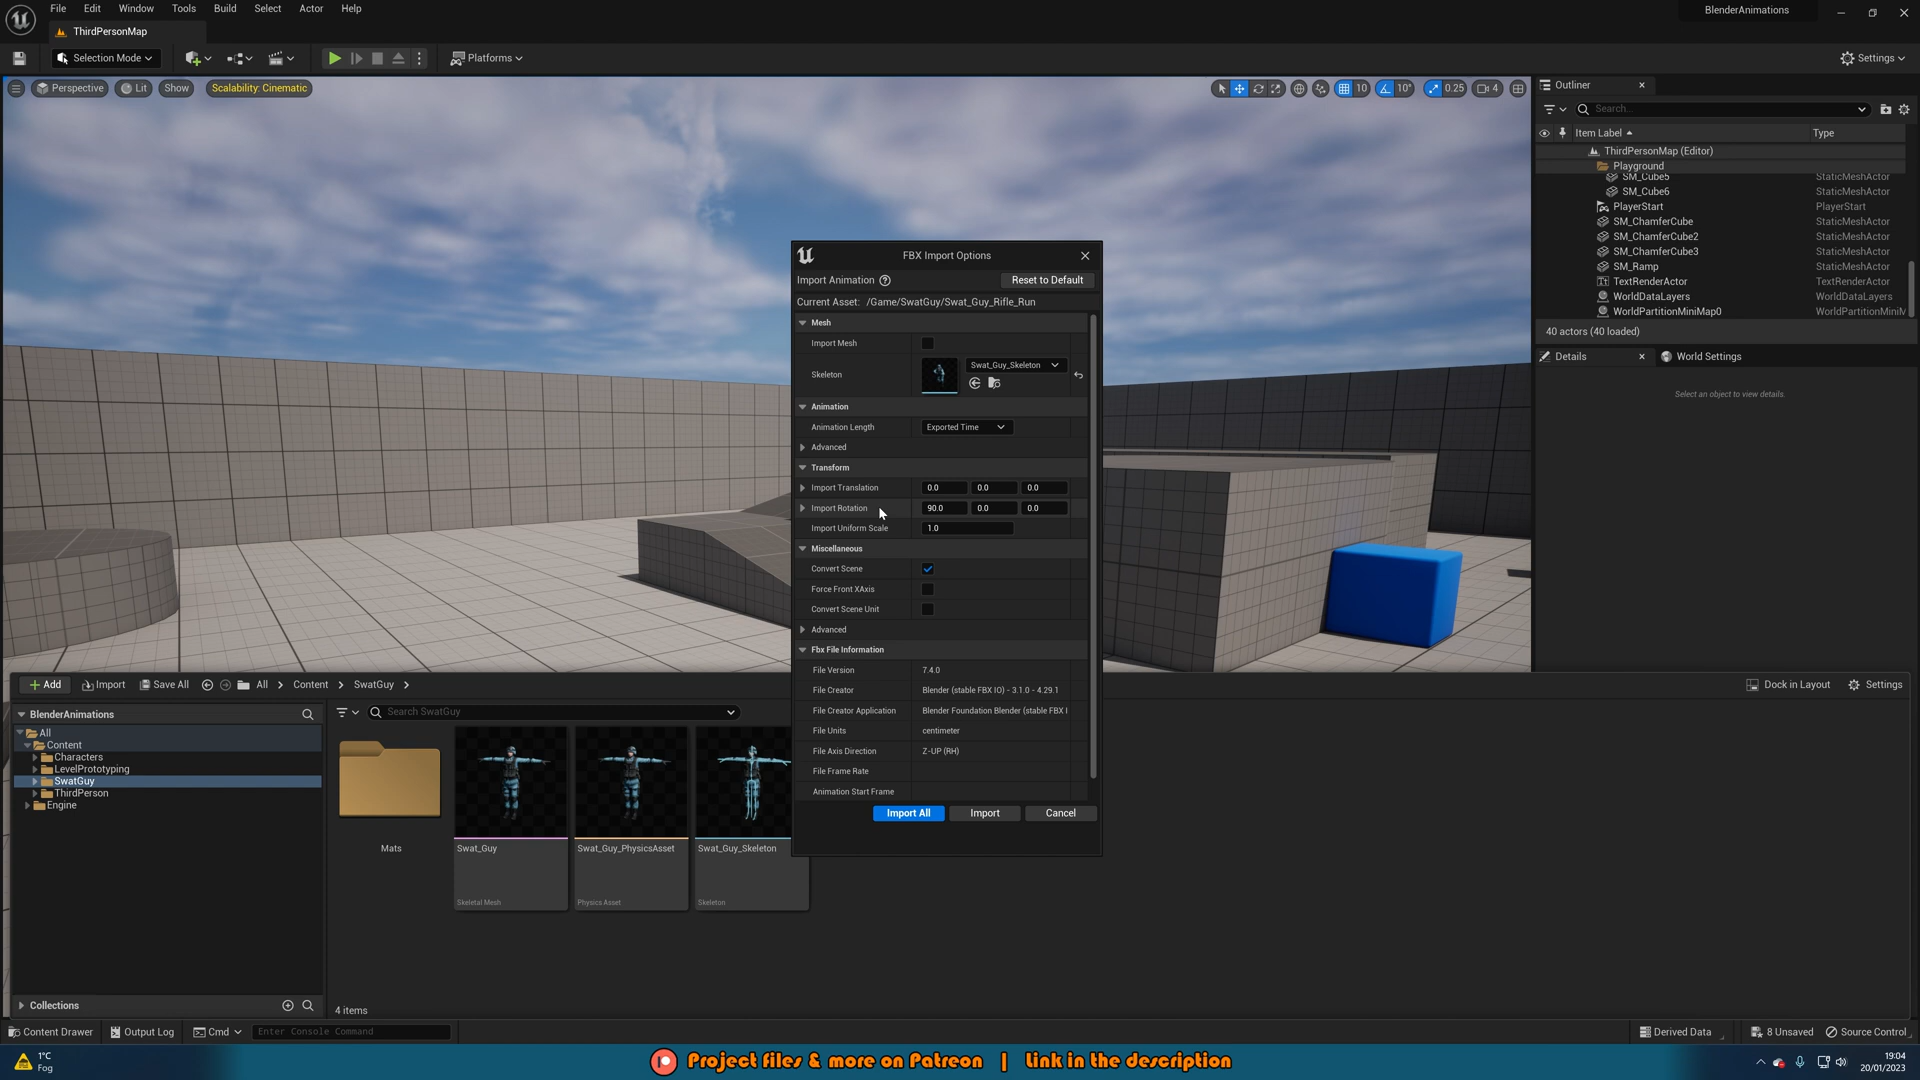 File Edit Window Tools Build Select Actor Help
BlenderAnimations
ThirdPersonMap
Selection Mode
Platforms
Settings
Perspective
Lit
Show
Scalability: Cinematic
10
10°
0.25
4
Outliner
Search...
Item Label
Type
ThirdPersonMap (Editor)
Playground
SM_Cube5 StaticMeshActor
SM_Cube6 StaticMeshActor
PlayerStart PlayerStart
SM_ChamferCube StaticMeshActor
SM_ChamferCube2 StaticMeshActor
SM_ChamferCube3 StaticMeshActor
SM_Ramp StaticMeshActor
TextRenderActor TextRenderActor
WorldDataLayers WorldDataLayers
WorldPartitionMiniMap0 WorldPartitionMiniM
40 actors (40 loaded)
Details
World Settings
Select an object to view details.
FBX Import Options
Import Animation
Reset to Default
Current Asset: /Game/SwatGuy/Swat_Guy_Rifle_Run
Mesh
Import Mesh
Skeleton
Swat_Guy_Skeleton
Animation
Animation Length Exported Time
Advanced
Transform
Import Translation 0.0 0.0 0.0
Import Rotation 90.0 0.0 0.0
Import Uniform Scale 1.0
Miscellaneous
Convert Scene
Force Front XAxis
Convert Scene Unit
Advanced
Fbx File Information
File Version 7.4.0
File Creator Blender (stable FBX IO) - 3.1.0 - 4.29.1
File Creator Application Blender Foundation Blender (stable FBX I
File Units centimeter
File Axis Direction Z-UP (RH)
File Frame Rate
Animation Start Frame
Import All
Import
Cancel
Add
Import
Save All
All
Content
SwatGuy
Dock in Layout
Settings
BlenderAnimations
Search SwatGuy
All
Content
Characters
LevelPrototyping
SwatGuy
ThirdPerson
Engine
Mats
Swat_Guy
Skeletal Mesh
Swat_Guy_PhysicsAsset
Physics Asset
Swat_Guy_Skeleton
Skeleton
Collections
4 items
Content Drawer
Output Log
Cmd
Enter Console Command
Derived Data
8 Unsaved
Source Control
1°C
Fog
Project files & more on Patreon | Link in the description
19:04
20/01/2023